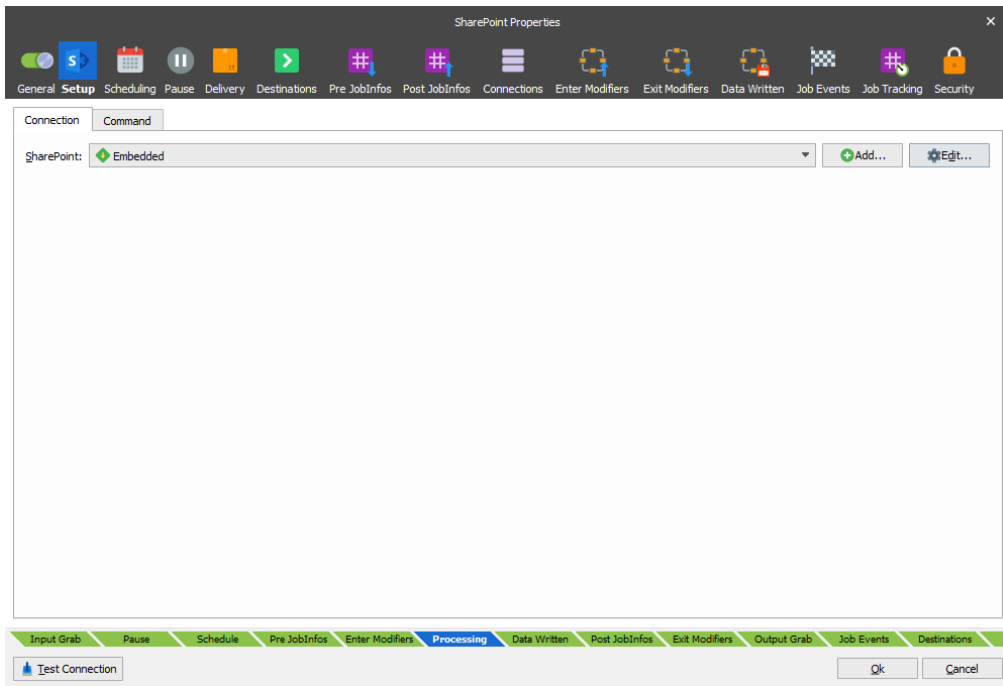 SharePoint Properties
General Setup Scheduling Pause Delivery Destinations Pre JobInfos Post JobInfos Connections Enter Modifiers Exit Modifiers Data Written Job Events Job Tracking Security
Connection Command
SharePoint: Embedded Add... Edit...
Input Grab Pause Schedule Pre JobInfos Enter Modifiers Processing Data Written Post JobInfos Exit Modifiers Output Grab Job Events Destinations
Test Connection Ok Cancel